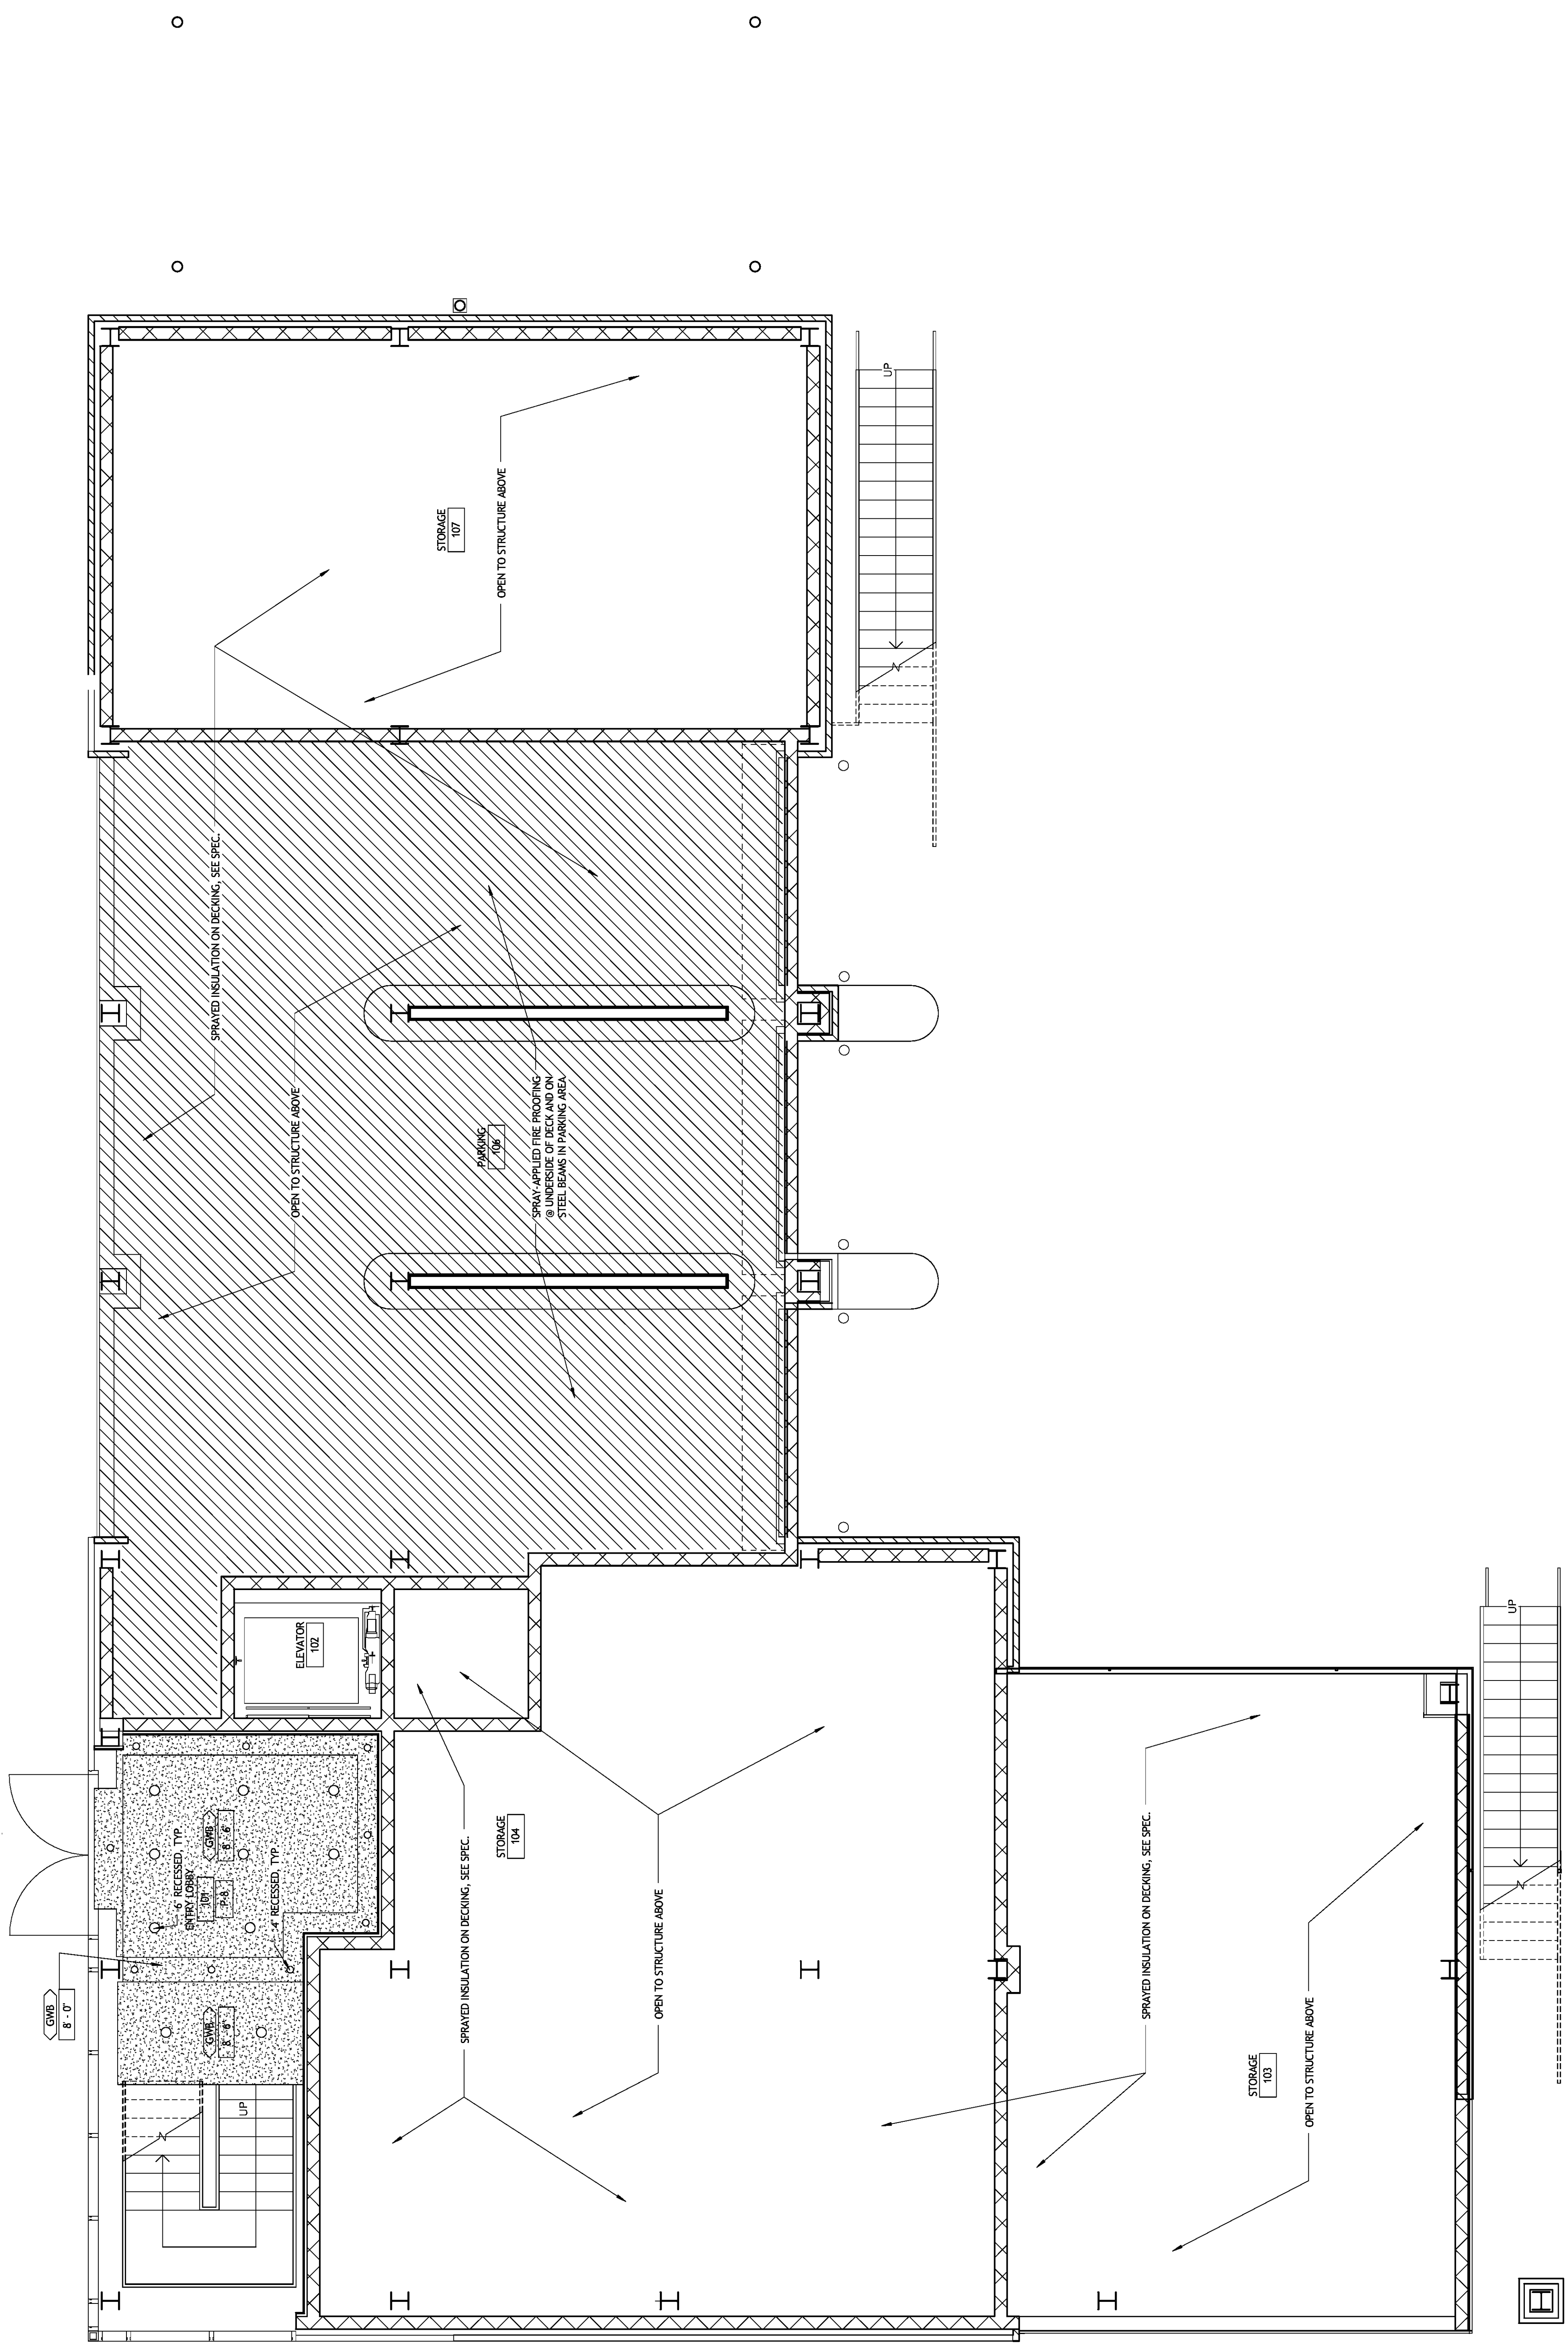 UP
STORAGE
107
OPEN TO STRUCTURE ABOVE
SPRAYED INSULATION ON DECKING, SEE SPEC.
OPEN TO STRUCTURE ABOVE
PARKING
106
SPRAY-APPLIED FIRE PROOFING
@ UNDERSIDE OF DECK AND ON
STEEL BEAMS IN PARKING AREA
ELEVATOR
102
6" RECESSED, TYP.
ENTRY LOBBY
101
P-8
GWB
8' - 6"
4" RECESSED, TYP.
GWB
8' - 0"
GWB
8' - 6"
UP
SPRAYED INSULATION ON DECKING, SEE SPEC.
STORAGE
104
OPEN TO STRUCTURE ABOVE
SPRAYED INSULATION ON DECKING, SEE SPEC.
STORAGE
103
OPEN TO STRUCTURE ABOVE
UP